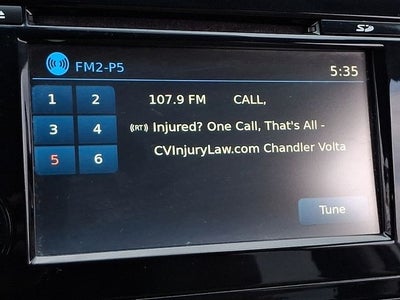 FM2-P5
5:35
1 2 107.9 FM CALL,
3 4 (RT) Injured? One Call, That's All -
5 6 CVInjuryLaw.com Chandler Volta
Tune
SD